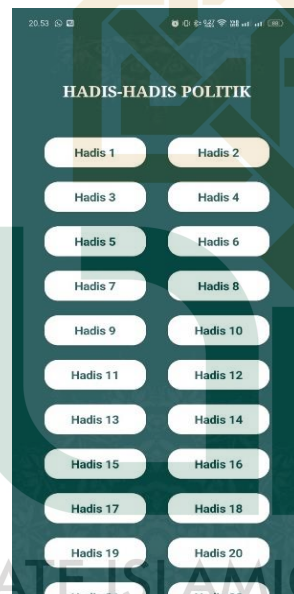 20.53
HADIS-HADIS POLITIK
Hadis 1 Hadis 2
Hadis 3 Hadis 4
Hadis 5 Hadis 6
Hadis 7 Hadis 8
Hadis 9 Hadis 10
Hadis 11 Hadis 12
Hadis 13 Hadis 14
Hadis 15 Hadis 16
Hadis 17 Hadis 18
Hadis 19 Hadis 20
ATE ISLAMIC